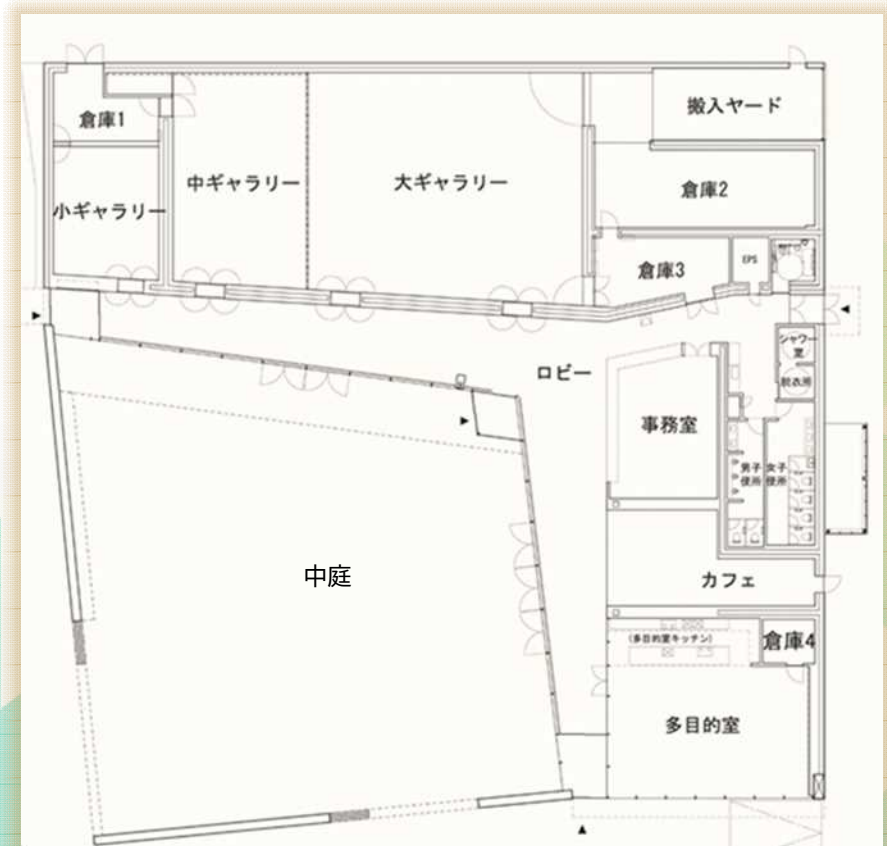 搬入ヤード
倉庫1
中ギャラリー
大ギャラリー
倉庫2
小ギャラリー
倉庫3
EPS
シャワー
室
ロビー
脱衣所
事務室
男子
便所
女子
便所
中庭
カフェ
(多目的室キッチン)
倉庫4
多目的室